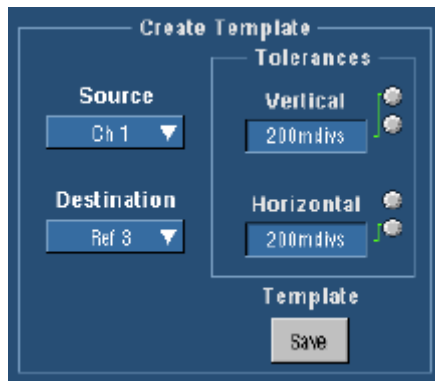 Create Template
Tolerances
Source
Vertical
Ch 1
200mdivs
Destination
Horizontal
Ref 3
200mdivs
Template
Save